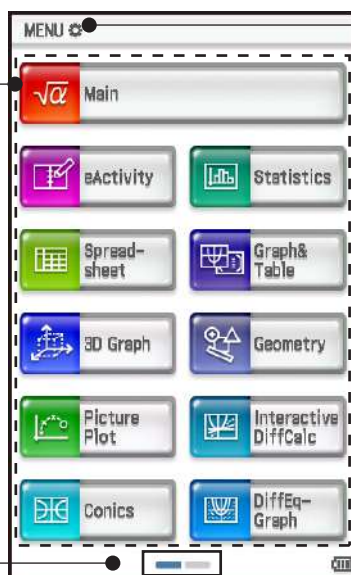 MENU
√α Main
eActivity
Statistics
Spread-
sheet
Graph&
Table
3D Graph
Geometry
Picture
Plot
Interactive
DiffCalc
Conics
DiffEq-
Graph